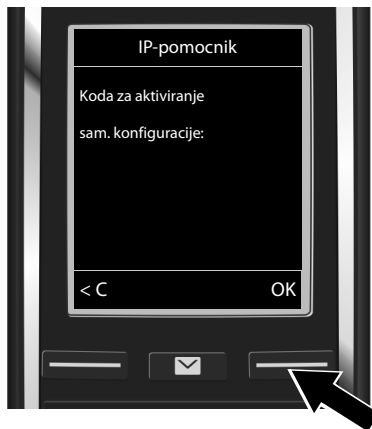 IP-pomocnik
Koda za aktiviranje
sam. konfiguracije:
< C OK